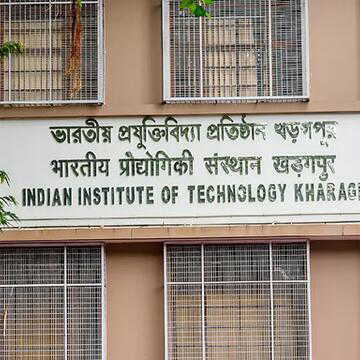 ভারতীয় প্রযুক্তিবিদ্যা প্রতিষ্ঠান খড়গপুর
भारतीय प्रौद्योगिकी संस्थान खड़गपुर
INDIAN INSTITUTE OF TECHNOLOGY KHARAG